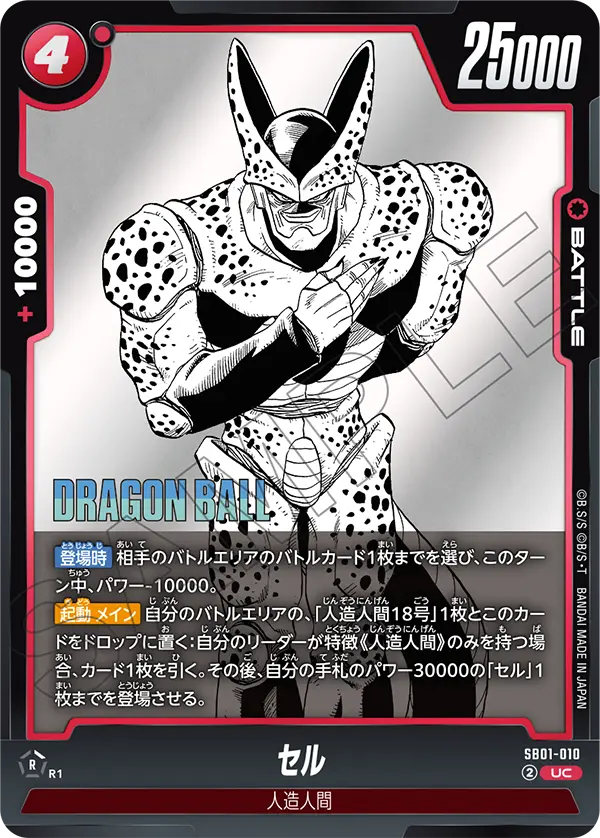 4
25000
+10000
BATTLE
SAMPLE
DRAGON BALL
登場時 相手のバトルエリアのバトルカード1枚までを選び、このター
ン中、パワー-10000。
起動メイン 自分のバトルエリアの、「人造人間18号」1枚とこのカー
ドをドロップに置く:自分のリーダーが特徴《人造人間》のみを持つ場
合、カード1枚を引く。その後、自分の手札のパワー30000の「セル」1
枚までを登場させる。
©B.S/S ©B/S・T BANDAI MADE IN JAPAN
R R1
セル
SB01-010
② UC
人造人間